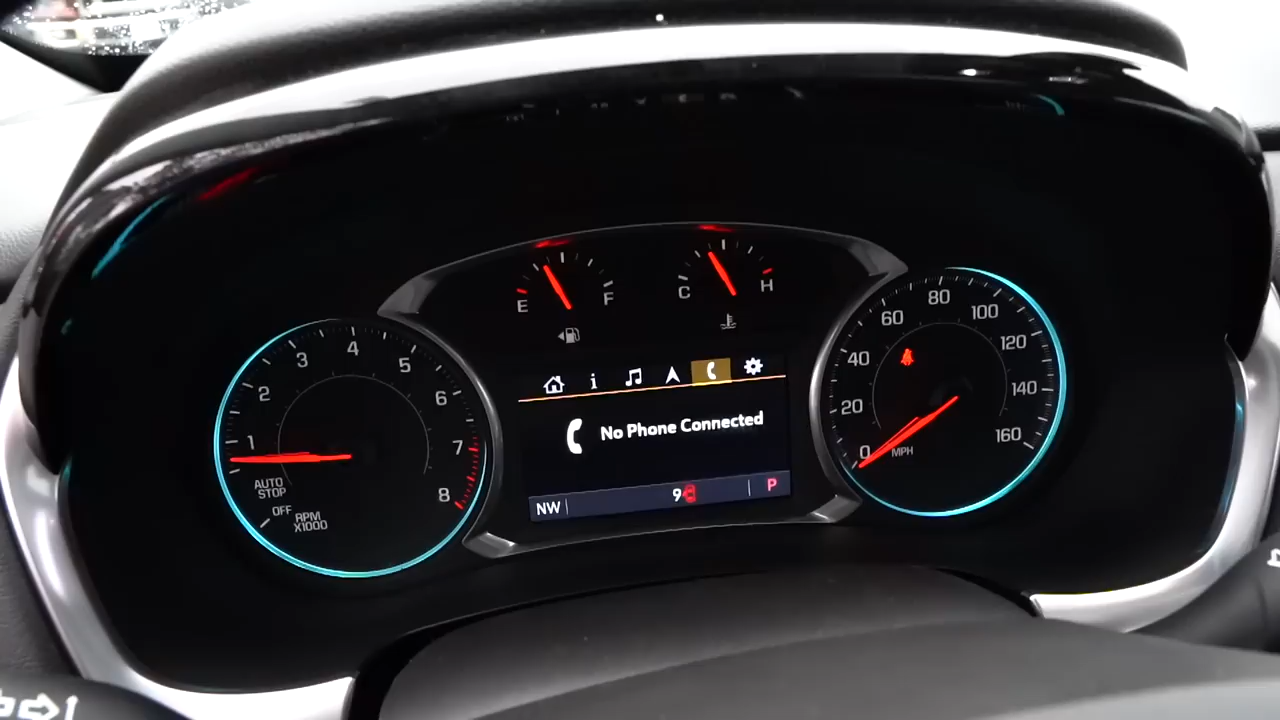 E F
C H
1 2 3 4 5 6 7 8
AUTO
STOP
OFF
RPM
X1000
No Phone Connected
NW 9 P
0 20 40 60 80 100 120 140 160
MPH